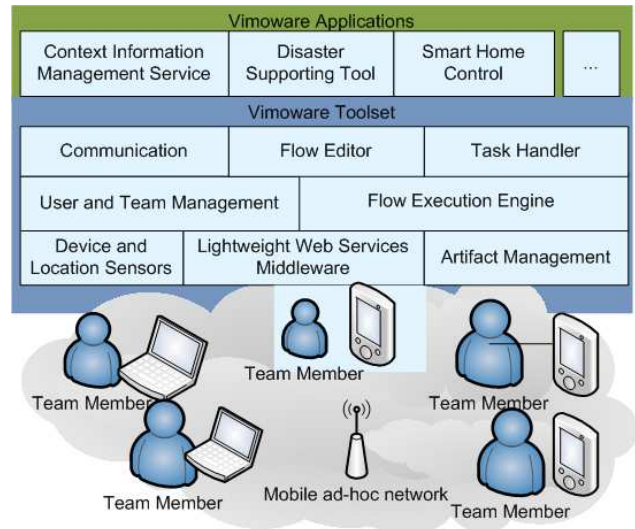 Vimoware Applications
Context Information
Management Service
Disaster
Supporting Tool
Smart Home
Control
...
Vimoware Toolset
Communication
Flow Editor
Task Handler
User and Team Management
Flow Execution Engine
Device and
Location Sensors
Lightweight Web Services
Middleware
Artifact Management
Team Member
Team Member
Team Member
Team Member
Mobile ad-hoc network
Team Member